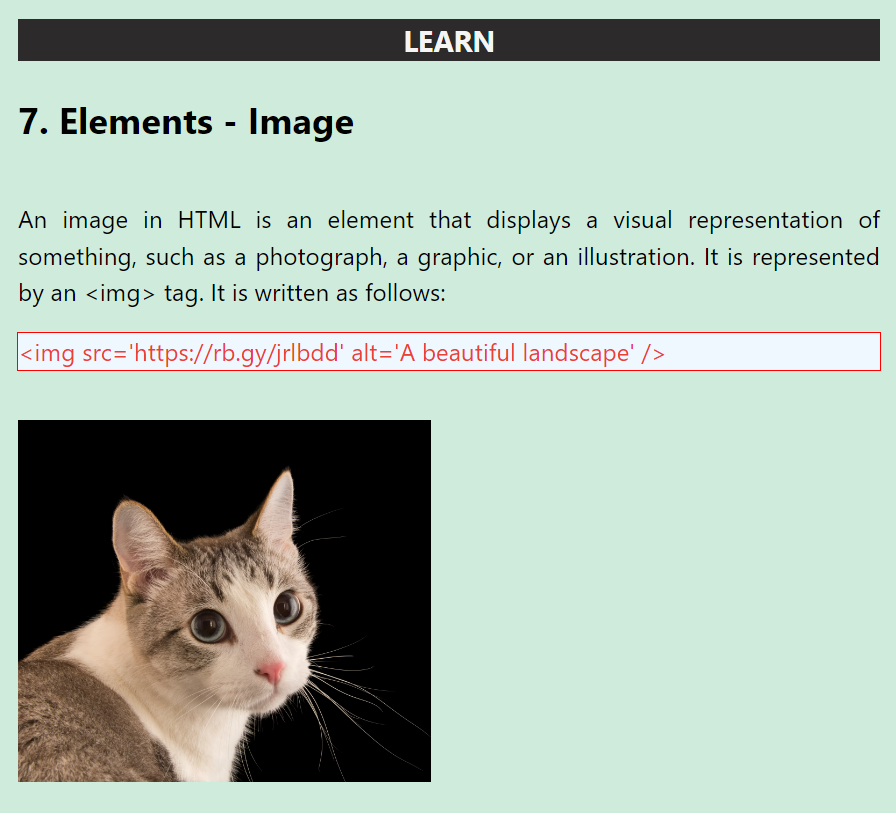 LEARN
7. Elements - Image
An image in HTML is an element that displays a visual representation of
something, such as a photograph, a graphic, or an illustration. It is represented
by an <img> tag. It is written as follows:
<img src='https://rb.gy/jrlbdd' alt='A beautiful landscape' />